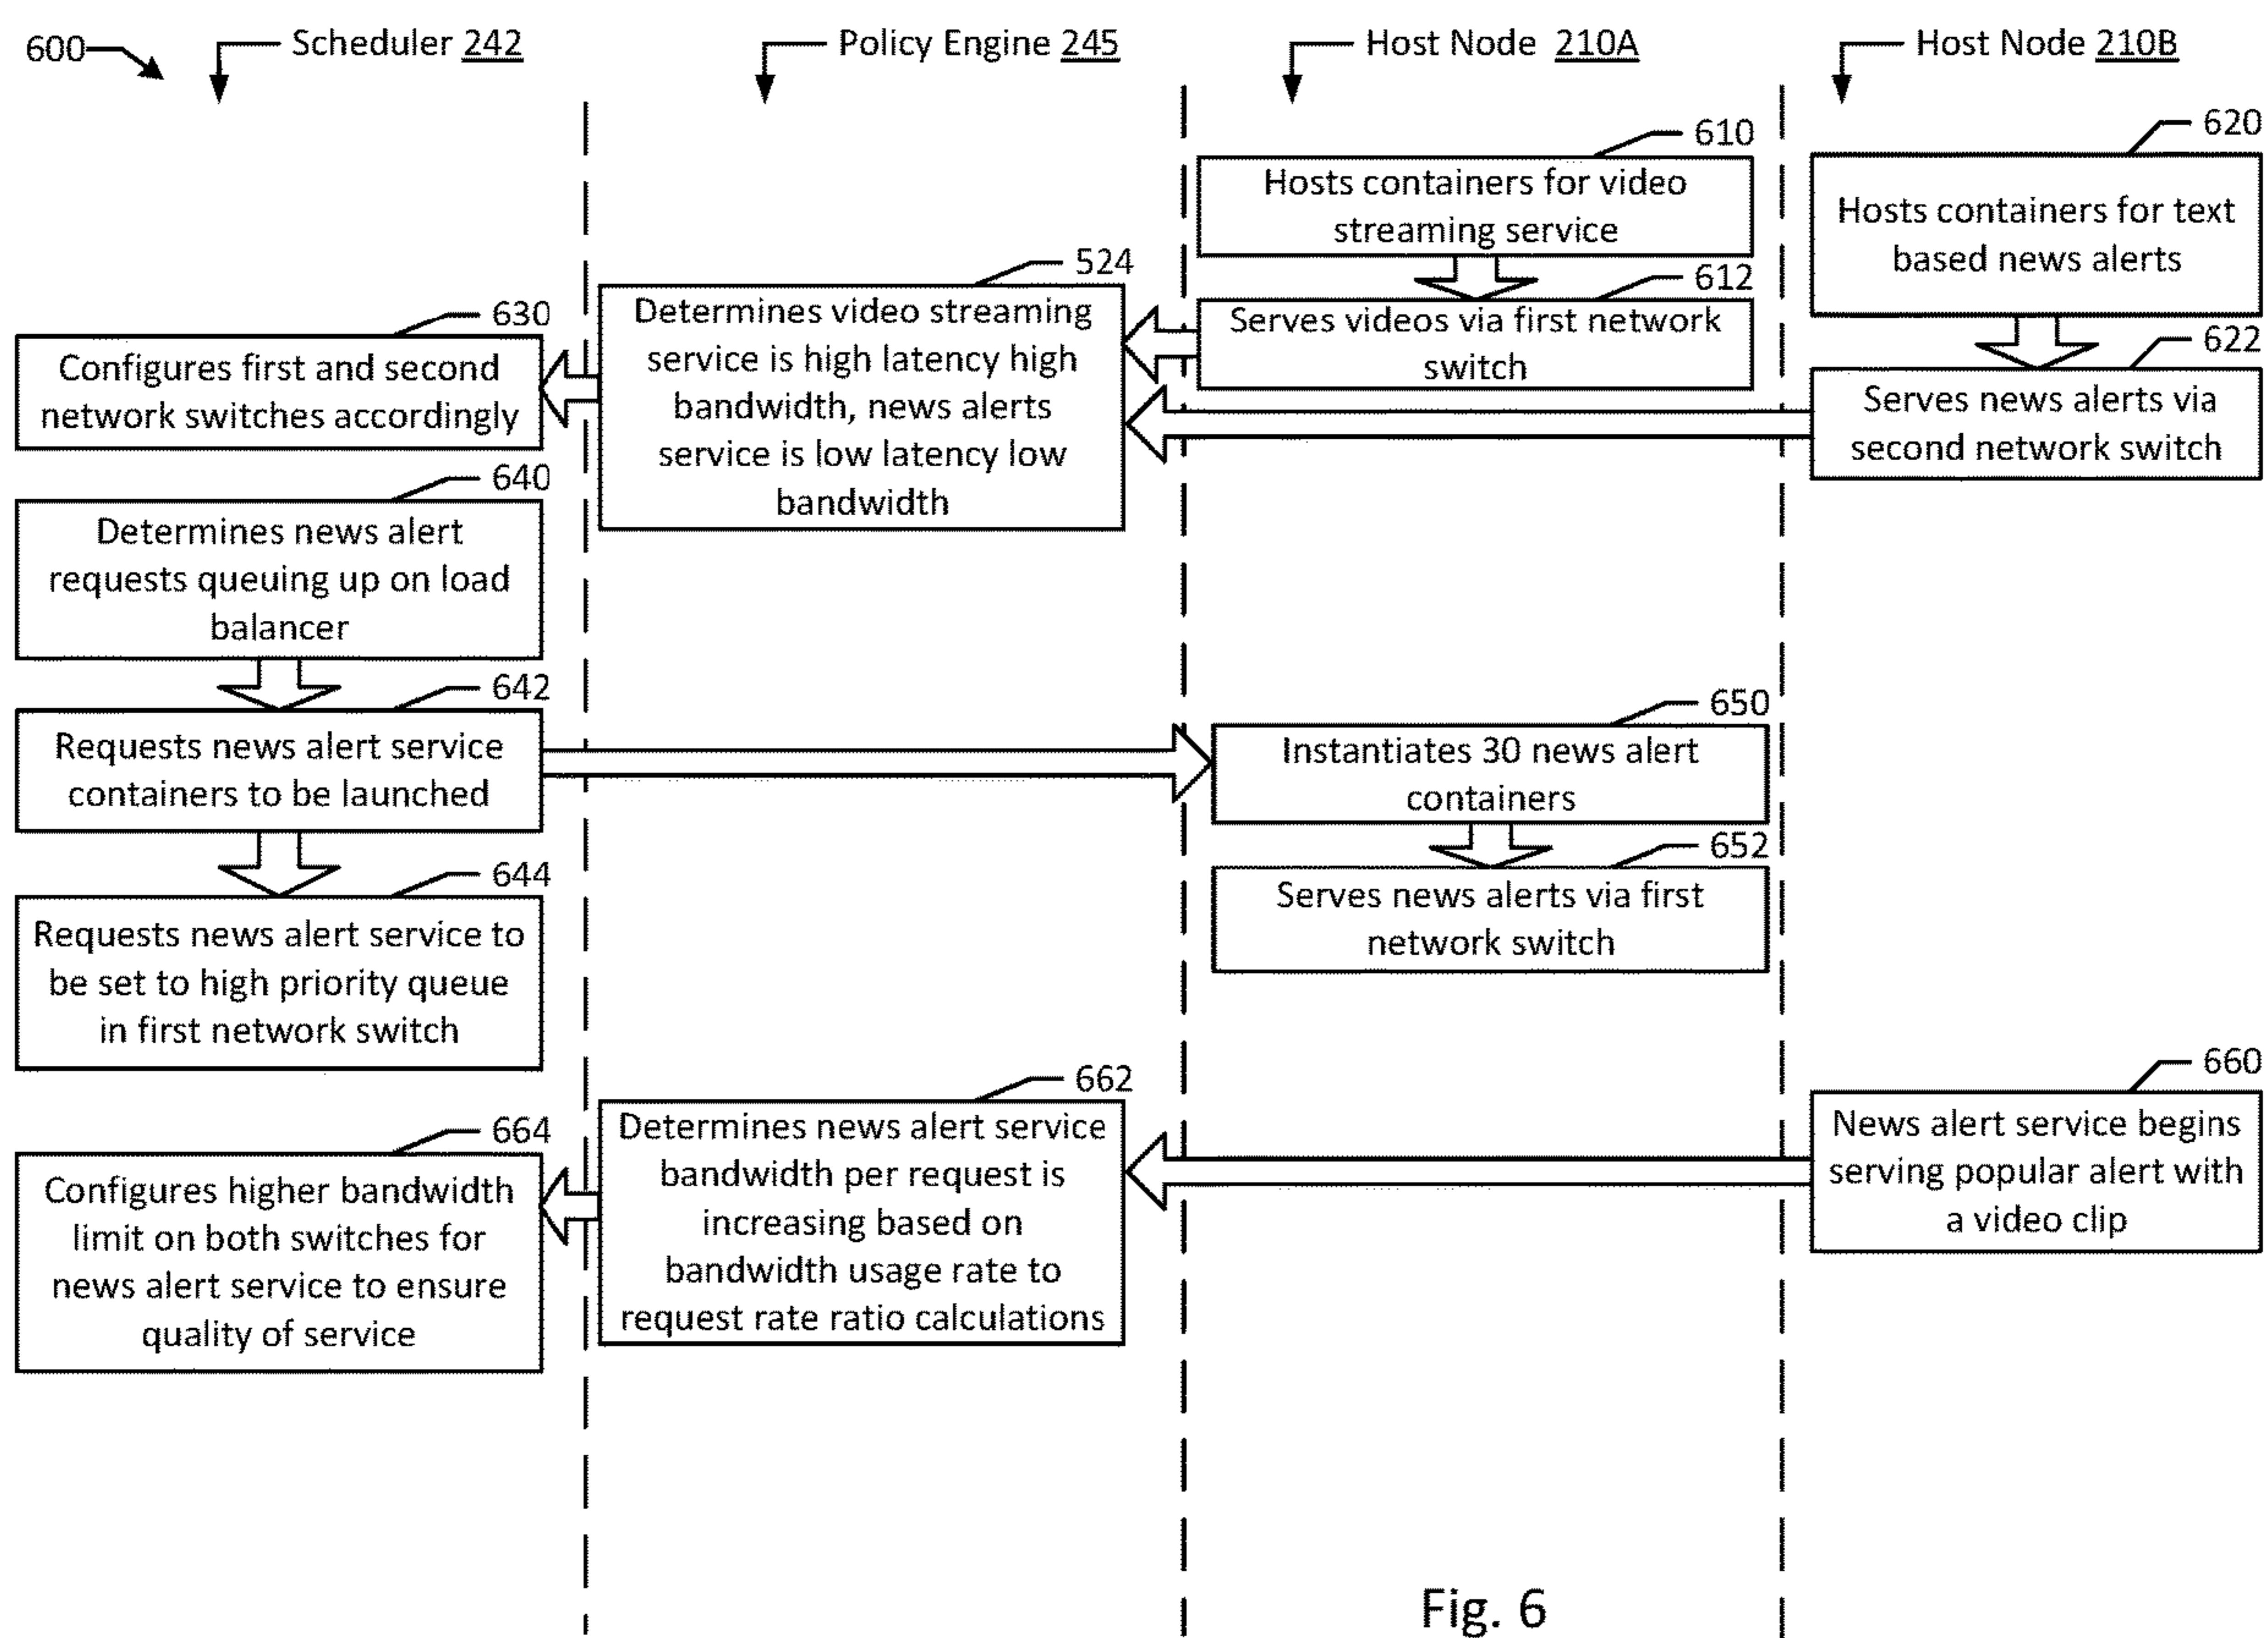 600
Scheduler 242
Policy Engine 245
Host Node 210A
Host Node 210B
610
Hosts containers for video
streaming service
620
Hosts containers for text
based news alerts
612
Serves videos via first network
switch
622
Serves news alerts via
second network switch
524
Determines video streaming
service is high latency high
bandwidth, news alerts
service is low latency low
bandwidth
630
Configures first and second
network switches accordingly
640
Determines news alert
requests queuing up on load
balancer
642
Requests news alert service
containers to be launched
650
Instantiates 30 news alert
containers
652
Serves news alerts via first
network switch
644
Requests news alert service to
be set to high priority queue
in first network switch
660
News alert service begins
serving popular alert with
a video clip
662
Determines news alert service
bandwidth per request is
increasing based on
bandwidth usage rate to
request rate ratio calculations
664
Configures higher bandwidth
limit on both switches for
news alert service to ensure
quality of service
Fig. 6